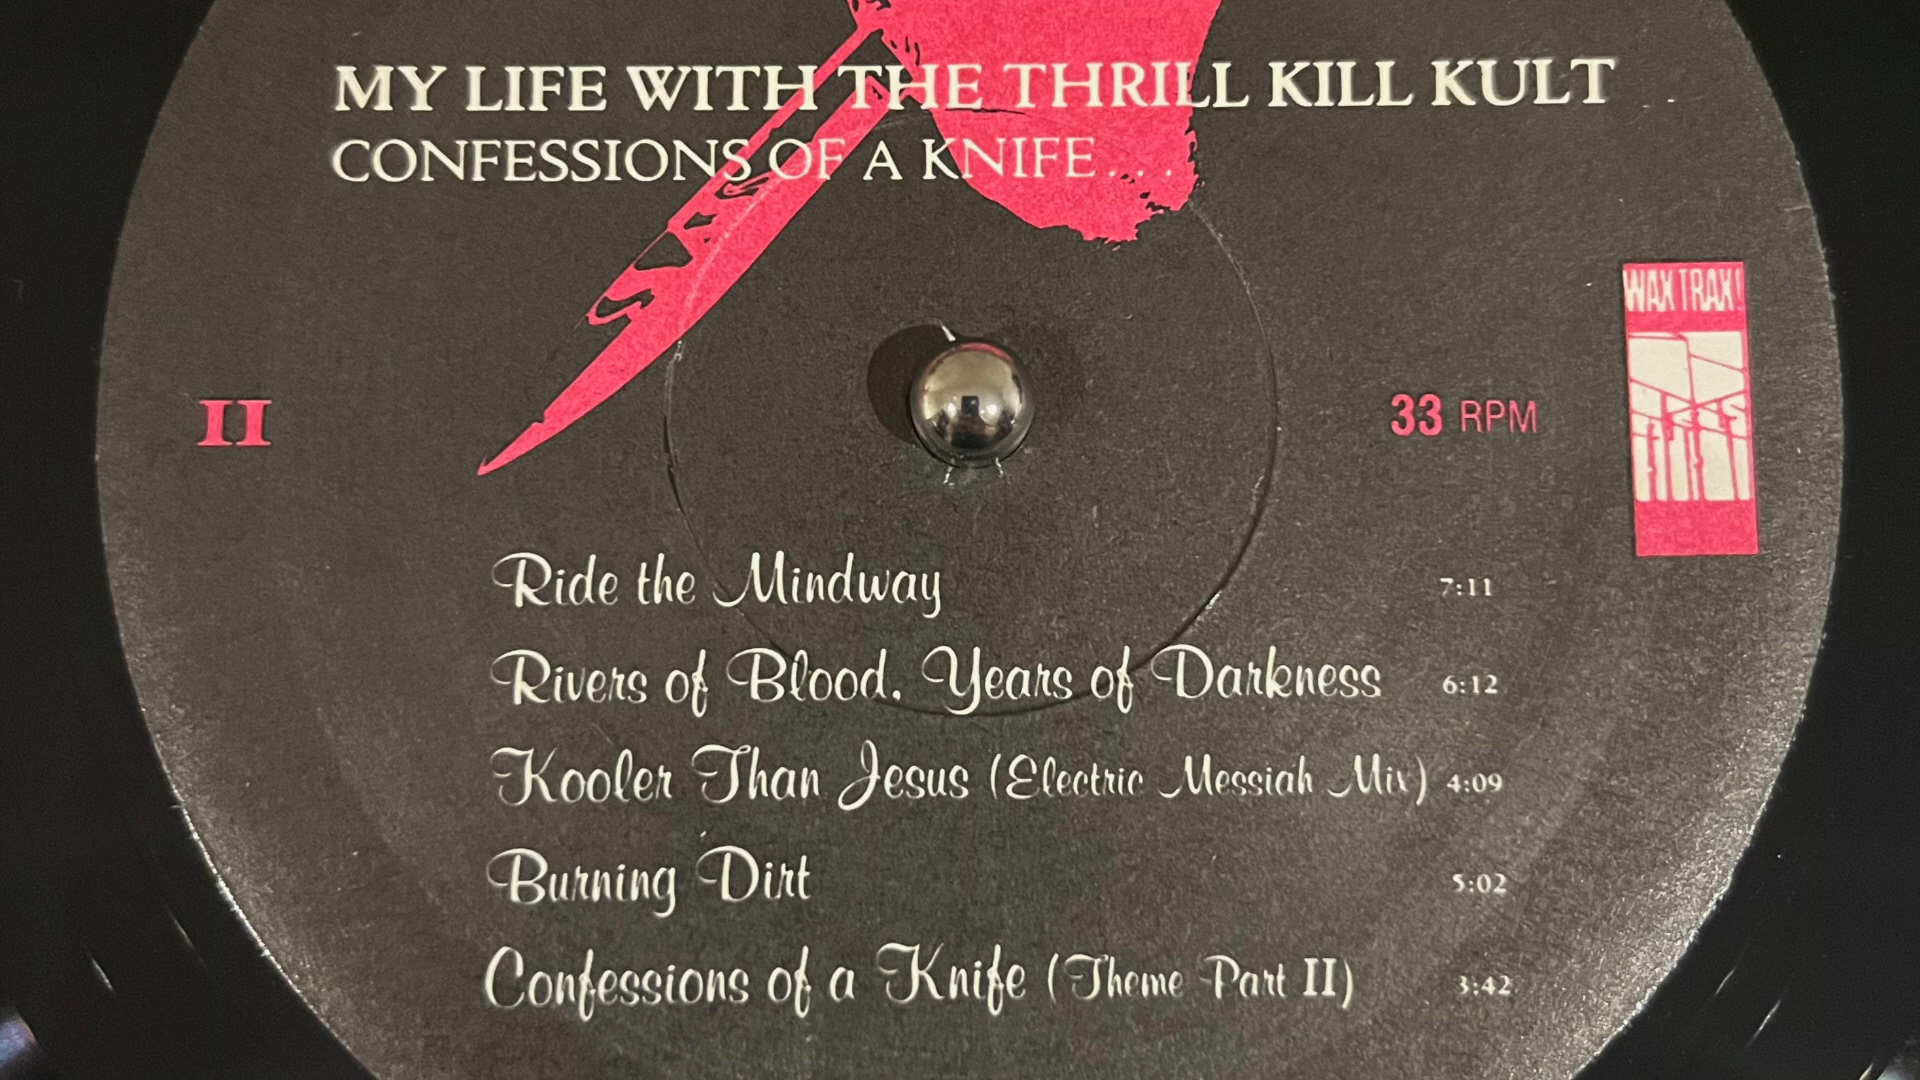 MY LIFE WITH THE THRILL KILL KULT
CONFESSIONS OF A KNIFE...
WAX TRAX!
II
33 RPM
Ride the Mindway 7:11
Rivers of Blood, Years of Darkness 6:12
Kooler Than Jesus (Electric Messiah Mix) 4:09
Burning Dirt 5:02
Confessions of a Knife (Theme Part II) 3:42